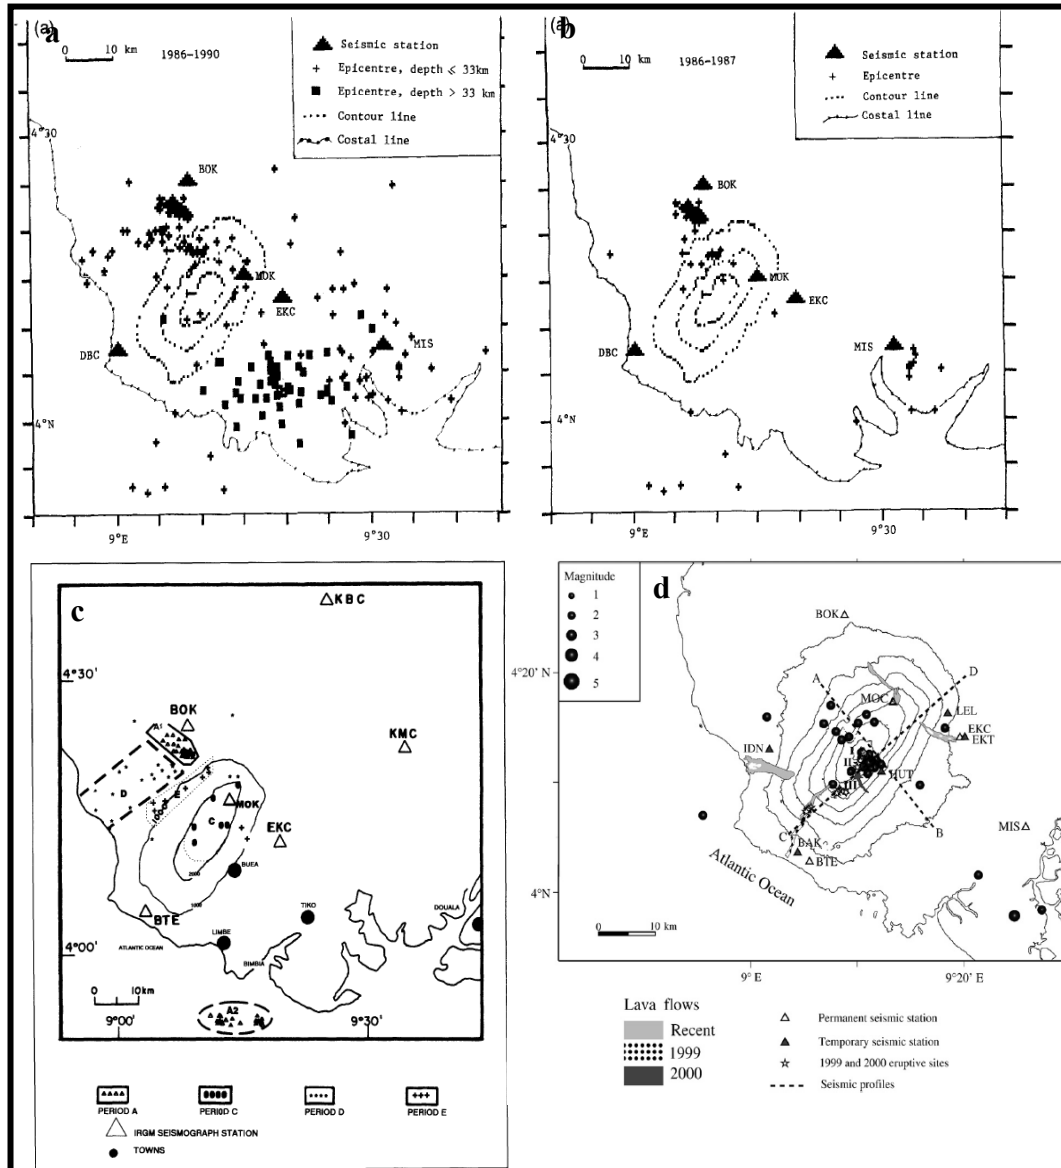 (a)
a
0 10 km
1986-1990
Seismic station
Epicentre, depth ⩽ 33km
Epicentre, depth > 33 km
Contour line
Costal line
4°30
BOK
MOK
EKC
MIS
DBC
4°N
9°E
9°30
(a)
b
0 10 km
1986-1987
Seismic station
Epicentre
Contour line
Costal line
4°30
BOK
MOK
EKC
MIS
DBC
4°N
9°E
9°30
c
KBC
4°30'
BOK
A1
KMC
D
E
MOK
C
EKC
2000
BUEA
1000
BTE
TIKO
DOUALA
LIMBE
ATLANTIC OCEAN
BIMBIA
4°00'
0 10km
A2
9°00'
9°30'
PERIOD A
PERIOD C
PERIOD D
PERIOD E
IRGM SEISMOGRAPH STATION
TOWNS
d
Magnitude
1
2
3
4
5
BOK
4°20 N
A
D
MOC
LEL
EKC
EKT
IDN
I
II
HUT
III
C
BAK
BTE
B
MIS
Atlantic Ocean
4°N
0 10 km
9° E
9°20 E
Lava flows
Recent
1999
2000
Permanent seismic station
Temporary seismic station
1999 and 2000 eruptive sites
Seismic profiles